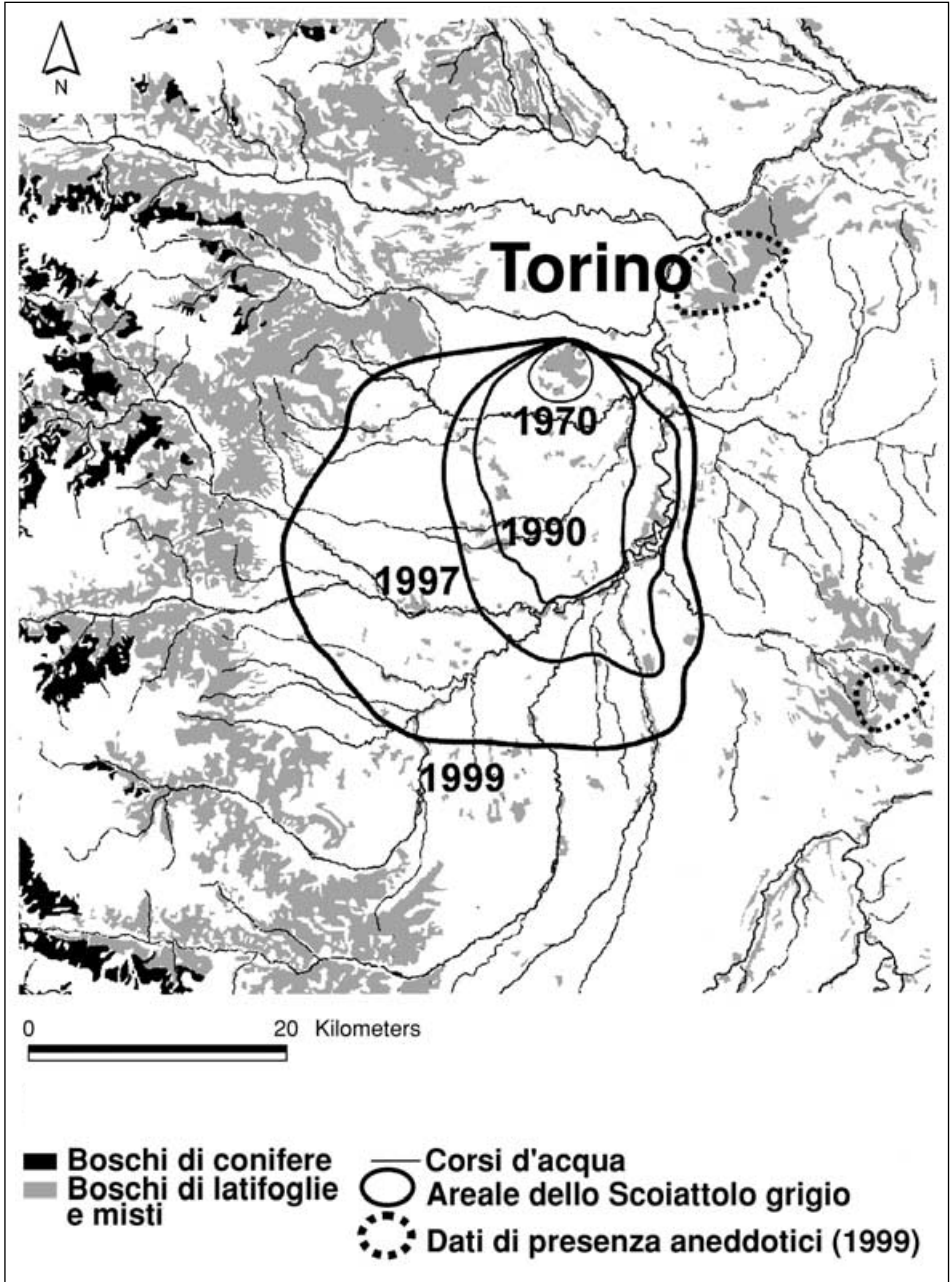 N
Torino
1970
1990
1997
1999
0 20 Kilometers
Boschi di conifere
Boschi di latifoglie
e misti
Corsi d'acqua
Areale dello Scoiattolo grigio
Dati di presenza aneddotici (1999)